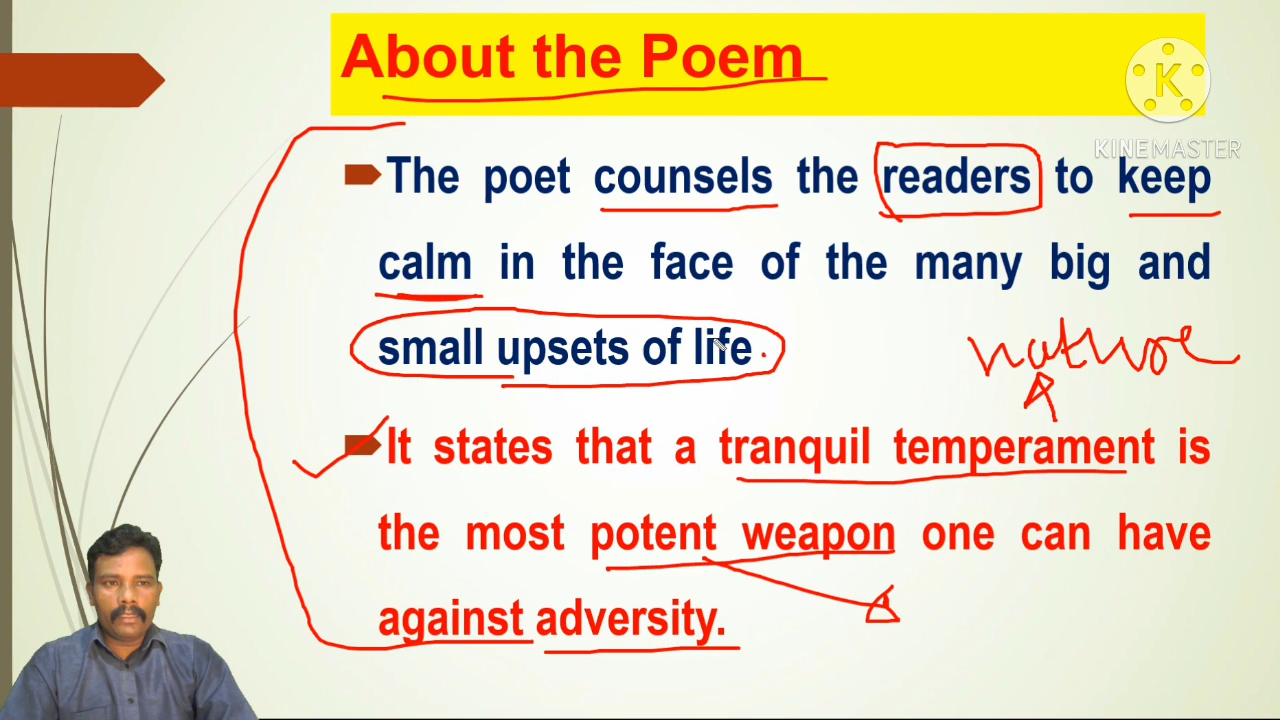 About the Poem
K
KINEMASTER
The poet counsels the readers to keep
calm in the face of the many big and
small upsets of life
nature
It states that a tranquil temperament is
the most potent weapon one can have
against adversity.